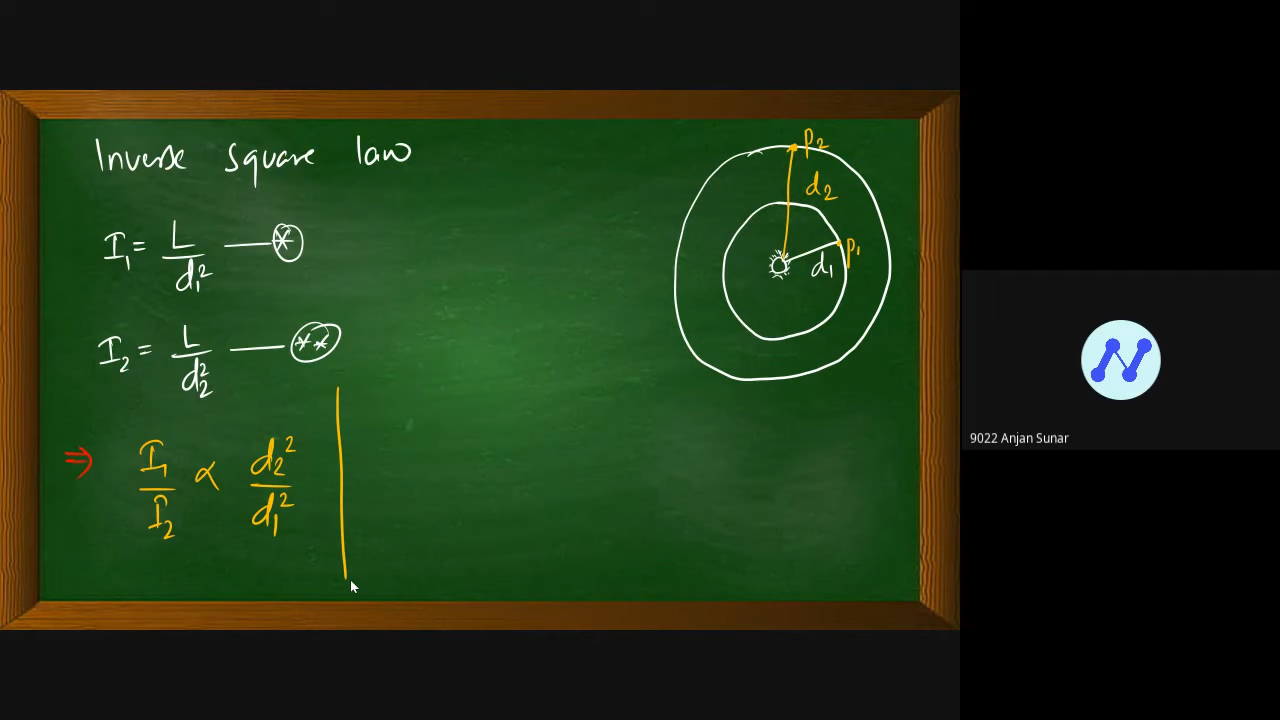 Inverse square law
I₁ = L/d₁² —— ⊛
I₂ = L/d₂² —— (**)
⇒ I₁/I₂ ∝ d₂²/d₁²
P₂
d₂
P₁
d₁
9022 Anjan Sunar